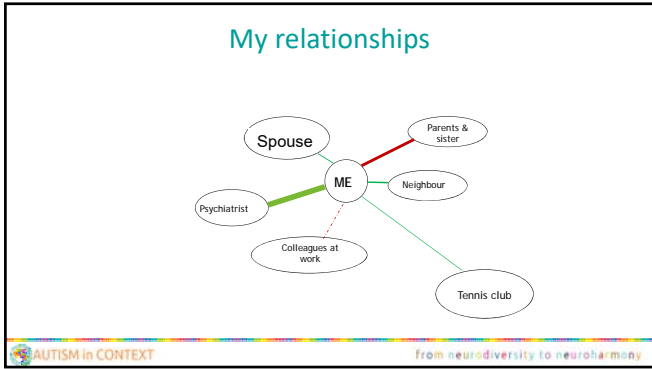 My relationships
Spouse
Parents &
sister
ME
Neighbour
Psychiatrist
Colleagues at
work
Tennis club
AUTISM in CONTEXT
from neurodiversity to neuroharmony